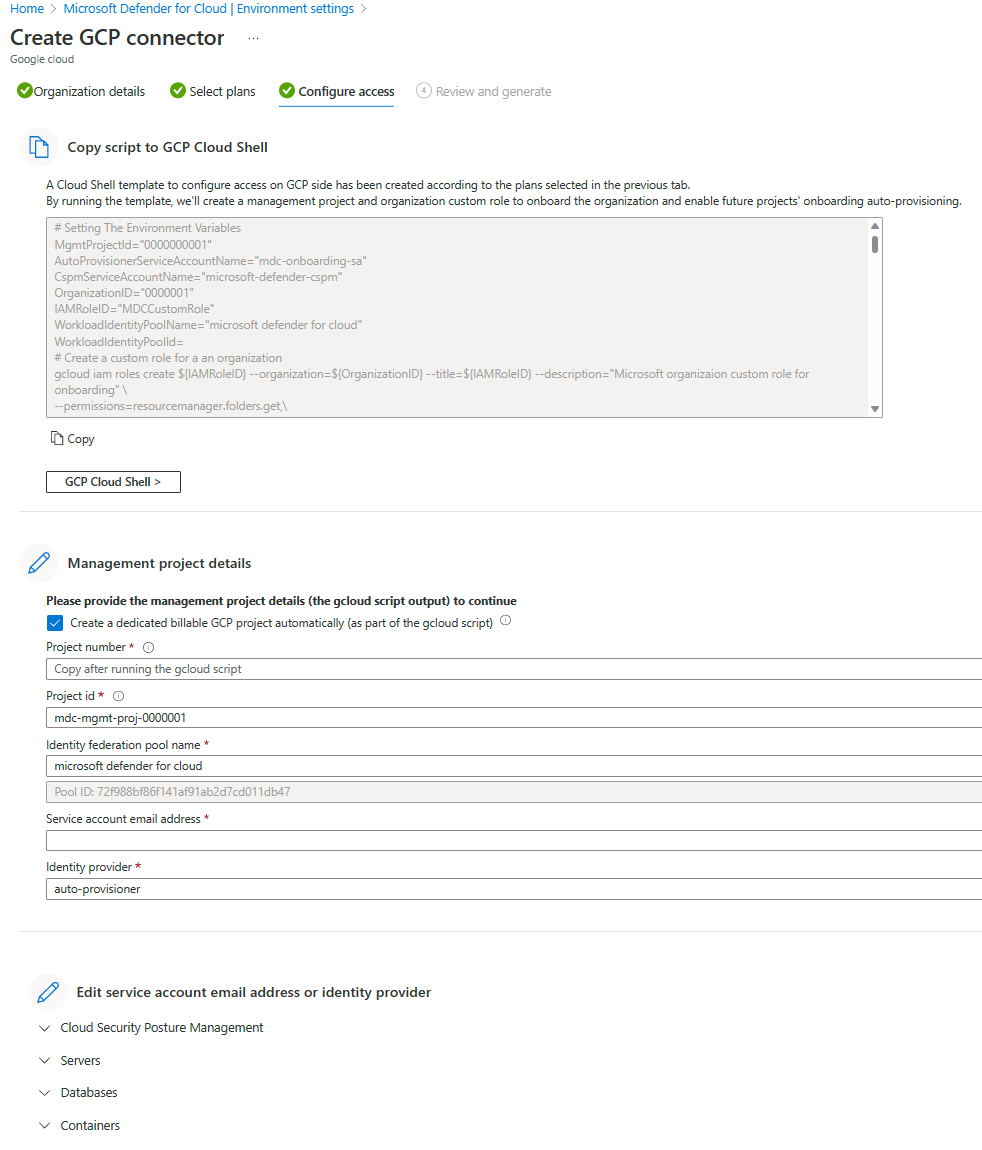 Home > Microsoft Defender for Cloud | Environment settings >
Create GCP connector ...
Google cloud
Organization details Select plans Configure access 4 Review and generate
Copy script to GCP Cloud Shell
A Cloud Shell template to configure access on GCP side has been created according to the plans selected in the previous tab.
By running the template, we'll create a management project and organization custom role to onboard the organization and enable future projects' onboarding auto-provisioning.
# Setting The Environment Variables
MgmtProjectId="0000000001"
AutoProvisionerServiceAccountName="mdc-onboarding-sa"
CspmServiceAccountName="microsoft-defender-cspm"
OrganizationID="0000001"
IAMRoleID="MDCCustomRole"
WorkloadIdentityPoolName="microsoft defender for cloud"
WorkloadIdentityPoolId=
# Create a custom role for a an organization
gcloud iam roles create ${IAMRoleID} --organization=${OrganizationID} --title=${IAMRoleID} --description="Microsoft organizaion custom role for
onboarding" \
--permissions=resourcemanager.folders.get,\
Copy
GCP Cloud Shell >
Management project details
Please provide the management project details (the gcloud script output) to continue
Create a dedicated billable GCP project automatically (as part of the gcloud script)
Project number *
Copy after running the gcloud script
Project id *
mdc-mgmt-proj-0000001
Identity federation pool name *
microsoft defender for cloud
Pool ID: 72f988bf86f141af91ab2d7cd011db47
Service account email address *
Identity provider *
auto-provisioner
Edit service account email address or identity provider
Cloud Security Posture Management
Servers
Databases
Containers